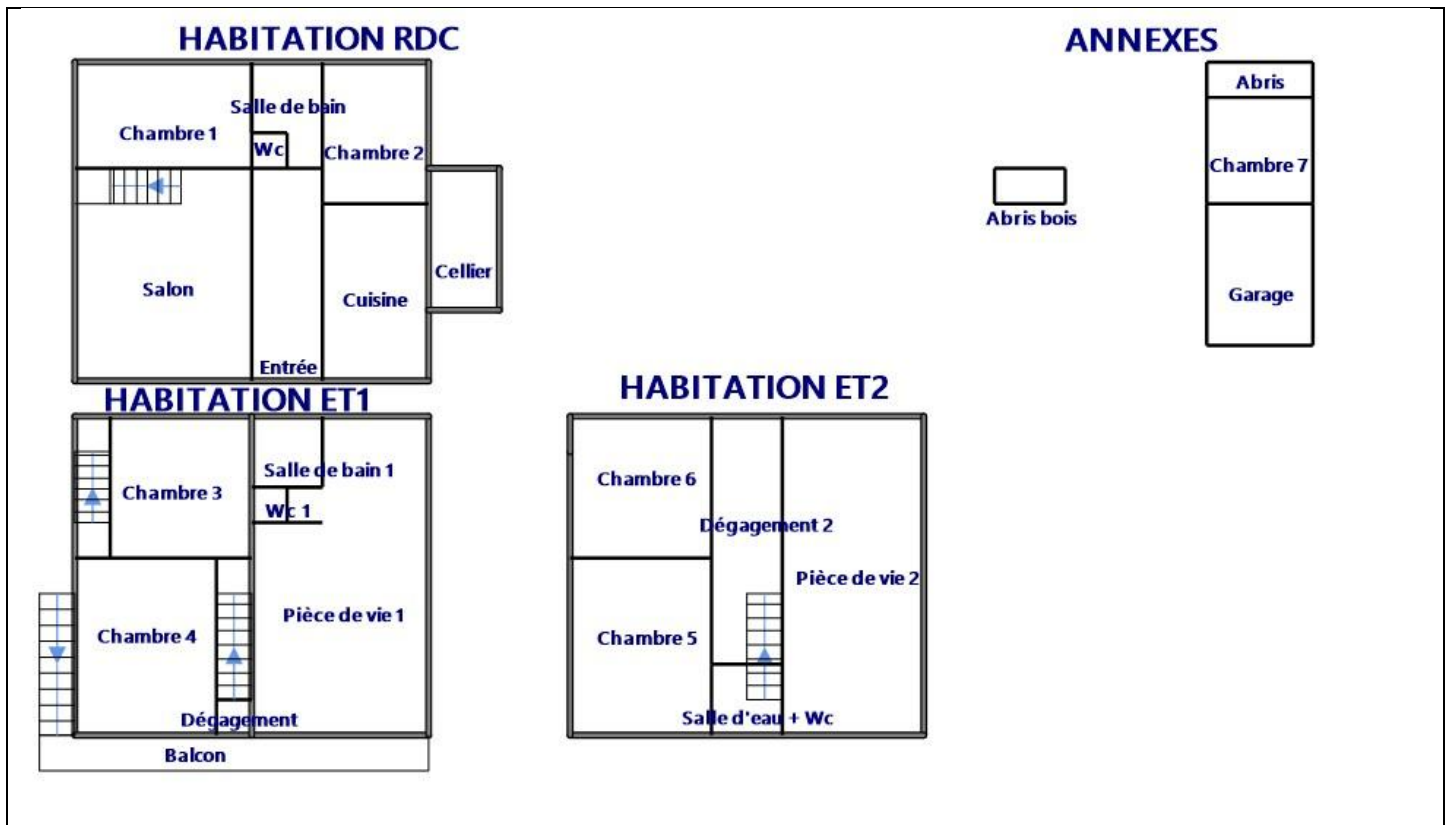 HABITATION RDC
Salle de bain
Chambre 1
Wc
Chambre 2
Salon
Cuisine
Cellier
Entrée
ANNEXES
Abris
Chambre 7
Abris bois
Garage
HABITATION ET1
Salle de bain 1
Chambre 3
Wc 1
Pièce de vie 1
Chambre 4
Dégagement
Balcon
HABITATION ET2
Chambre 6
Dégagement 2
Pièce de vie 2
Chambre 5
Salle d'eau + Wc